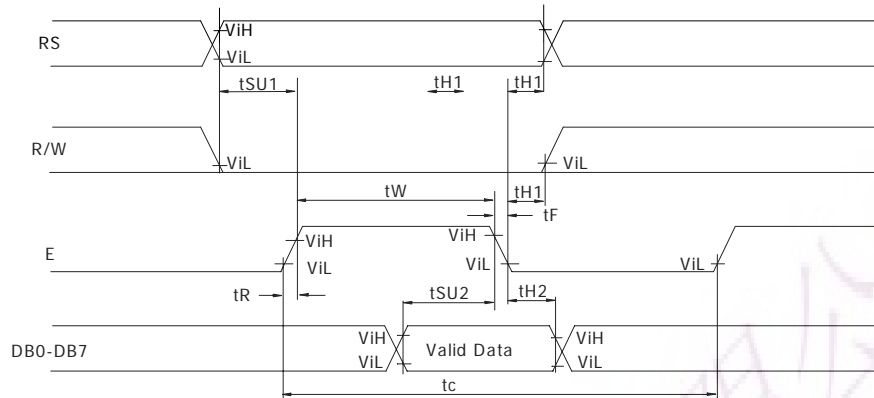 RS
ViH
ViL
tSU1
tH1
tH1
R/W
ViL
ViL
tW
tH1
tF
E
ViH
ViL
ViH
ViL
ViL
tR
tSU2
tH2
DB0-DB7
ViH
ViL
Valid Data
ViH
ViL
tc